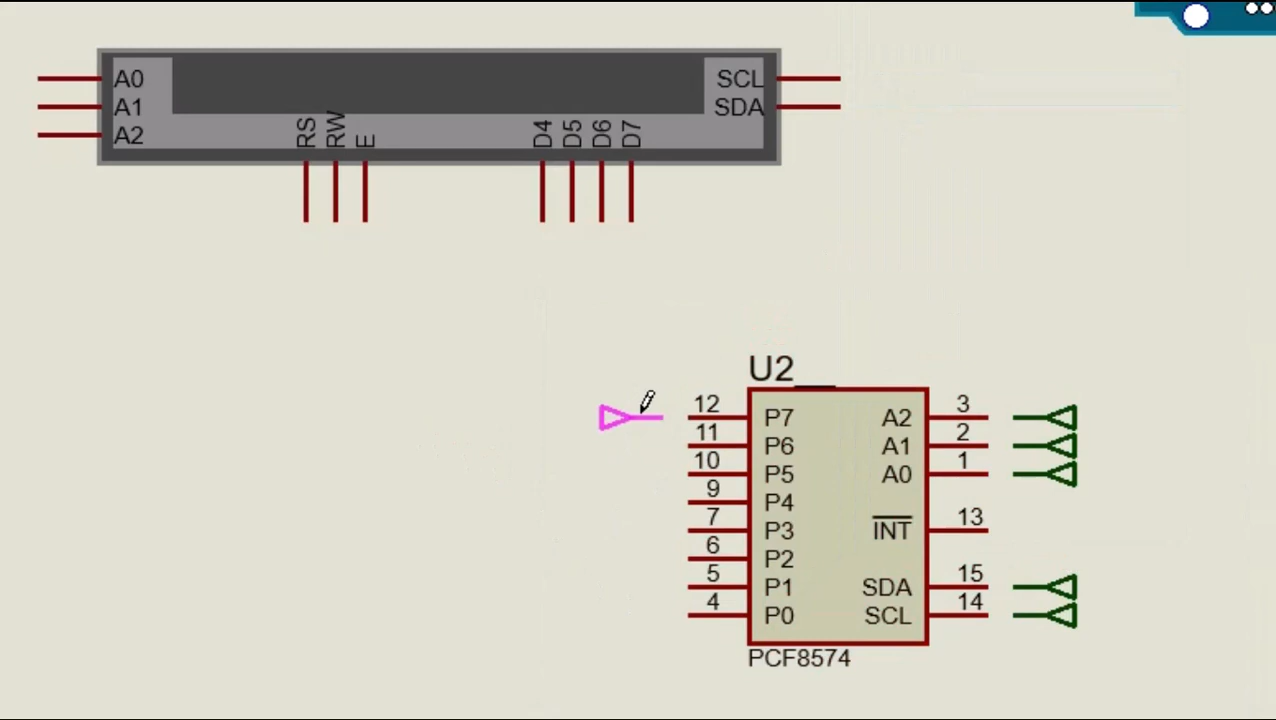 A0 SCL
A1 SDA
A2 RS RW E D4 D5 D6 D7
U2
12 P7 A2 3
11 P6 A1 2
10 P5 A0 1
9 P4
7 P3 INT 13
6 P2
5 P1 SDA 15
4 P0 SCL 14
PCF8574